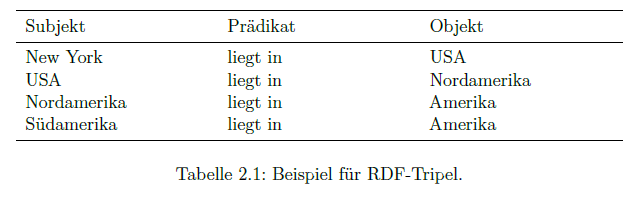 Subjekt Prädikat Objekt
New York liegt in USA
USA liegt in Nordamerika
Nordamerika liegt in Amerika
Südamerika liegt in Amerika
Tabelle 2.1: Beispiel für RDF-Tripel.